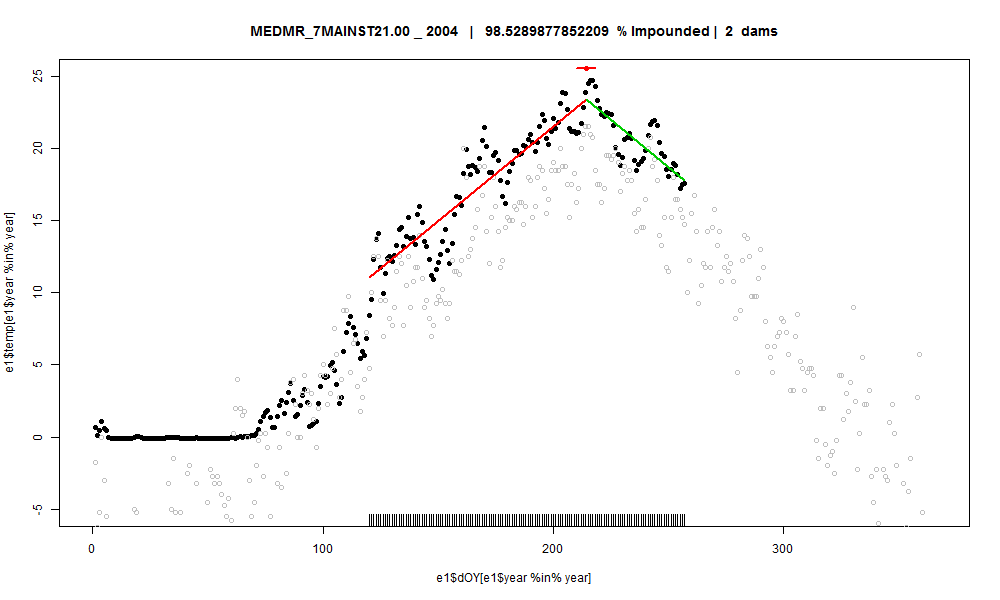 MEDMR_7MAINST21.00 _ 2004 | 98.5289877852209 % Impounded | 2 dams
e1$temp[e1$year %in% year]
25
20
15
10
5
0
-5
0 100 200 300
e1$dOY[e1$year %in% year]